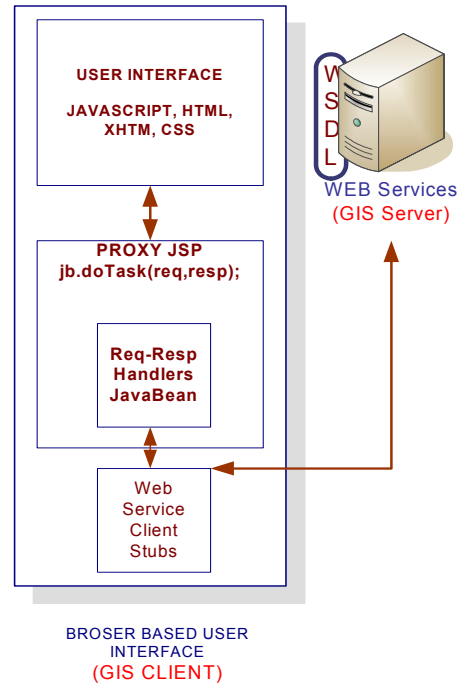 USER INTERFACE
JAVASCRIPT, HTML,
XHTM, CSS
PROXY JSP
jb.doTask(req,resp);
Req-Resp
Handlers
JavaBean
Web
Service
Client
Stubs
BROSER BASED USER
INTERFACE
(GIS CLIENT)
W
S
D
L
WEB Services
(GIS Server)